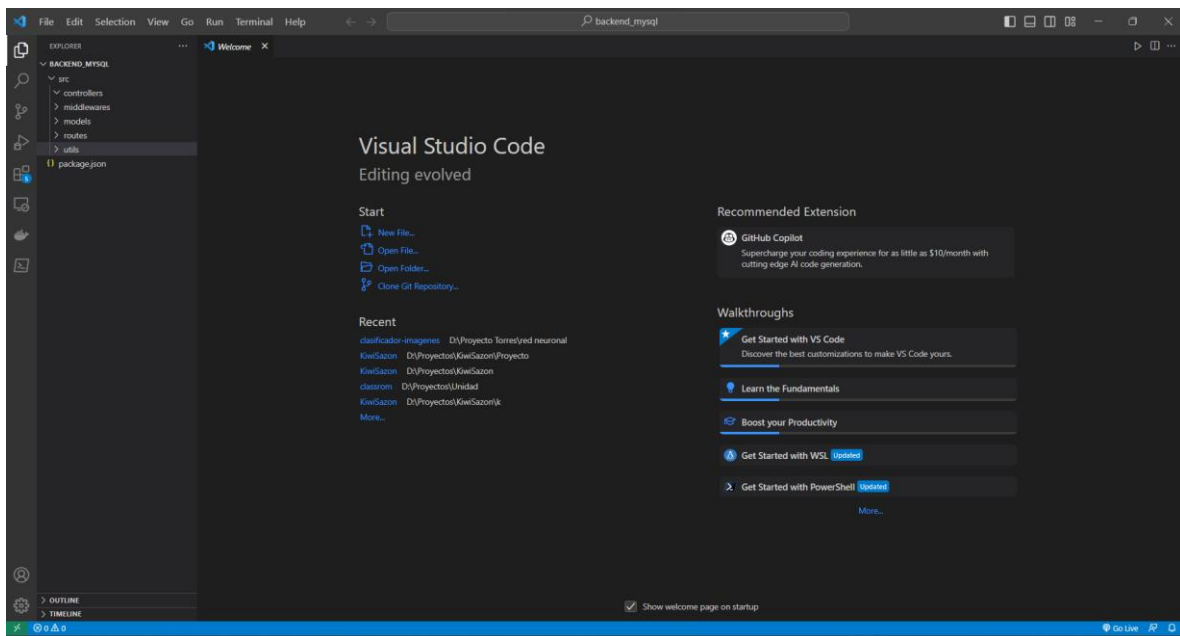 File Edit Selection View Go Run Terminal Help
backend_mysql
EXPLORER
Welcome
BACKEND_MYSQL
src
controllers
middlewares
models
routes
utils
{} package.json
Visual Studio Code
Editing evolved
Start
New File...
Open File...
Open Folder...
Clone Git Repository...
Recent
clasificador-imagenes D:\Proyecto Torres\red neuronal
KiwiSazon D:\Proyectos\KiwiSazon\Proyecto
KiwiSazon D:\Proyectos\KiwiSazon
classrom D:\Proyectos\Unidad
KiwiSazon D:\Proyectos\KiwiSazon\k
More...
Recommended Extension
GitHub Copilot
Supercharge your coding experience for as little as $10/month with
cutting edge AI code generation.
Walkthroughs
Get Started with VS Code
Discover the best customizations to make VS Code yours.
Learn the Fundamentals
Boost your Productivity
Get Started with WSL Updated
Get Started with PowerShell Updated
More...
Show welcome page on startup
OUTLINE
TIMELINE
0 0
Go Live